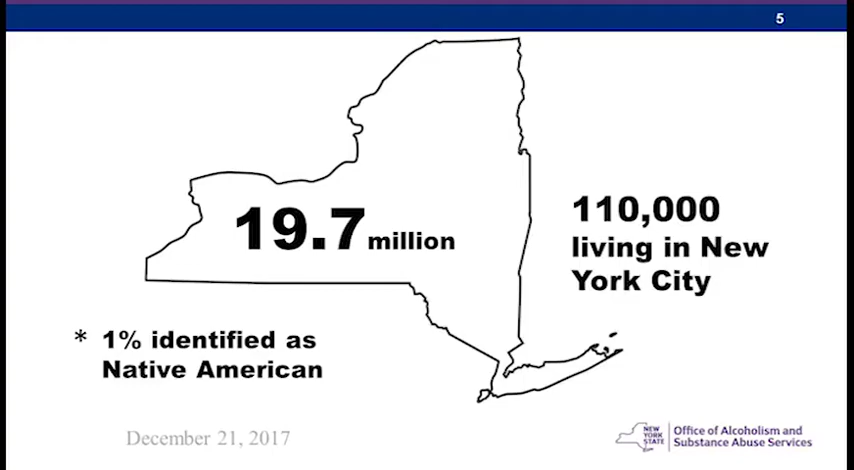 5
19.7 million
110,000
living in New
York City
* 1% identified as
Native American
December 21, 2017
NEW
YORK
STATE
Office of Alcoholism and
Substance Abuse Services